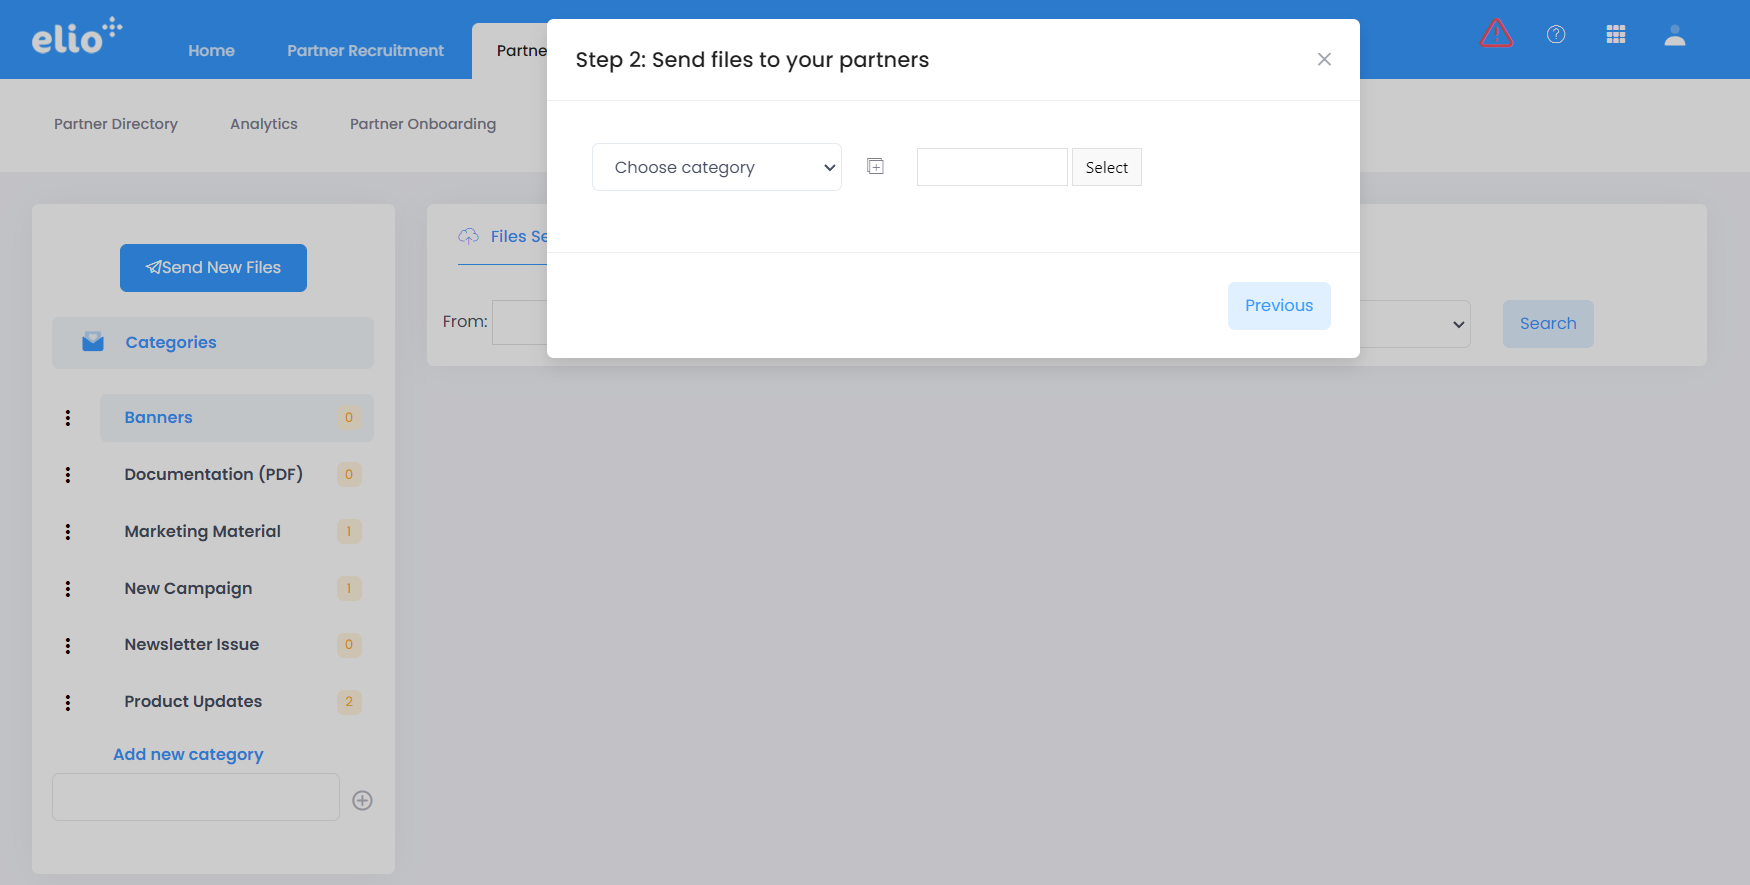 elio
Home
Partner Recruitment
Partne
Step 2: Send files to your partners
Partner Directory
Analytics
Partner Onboarding
Choose category
Select
Send New Files
Files Se
Previous
From:
Search
Categories
Banners 0
Documentation (PDF) 0
Marketing Material 1
New Campaign 1
Newsletter Issue 0
Product Updates 2
Add new category